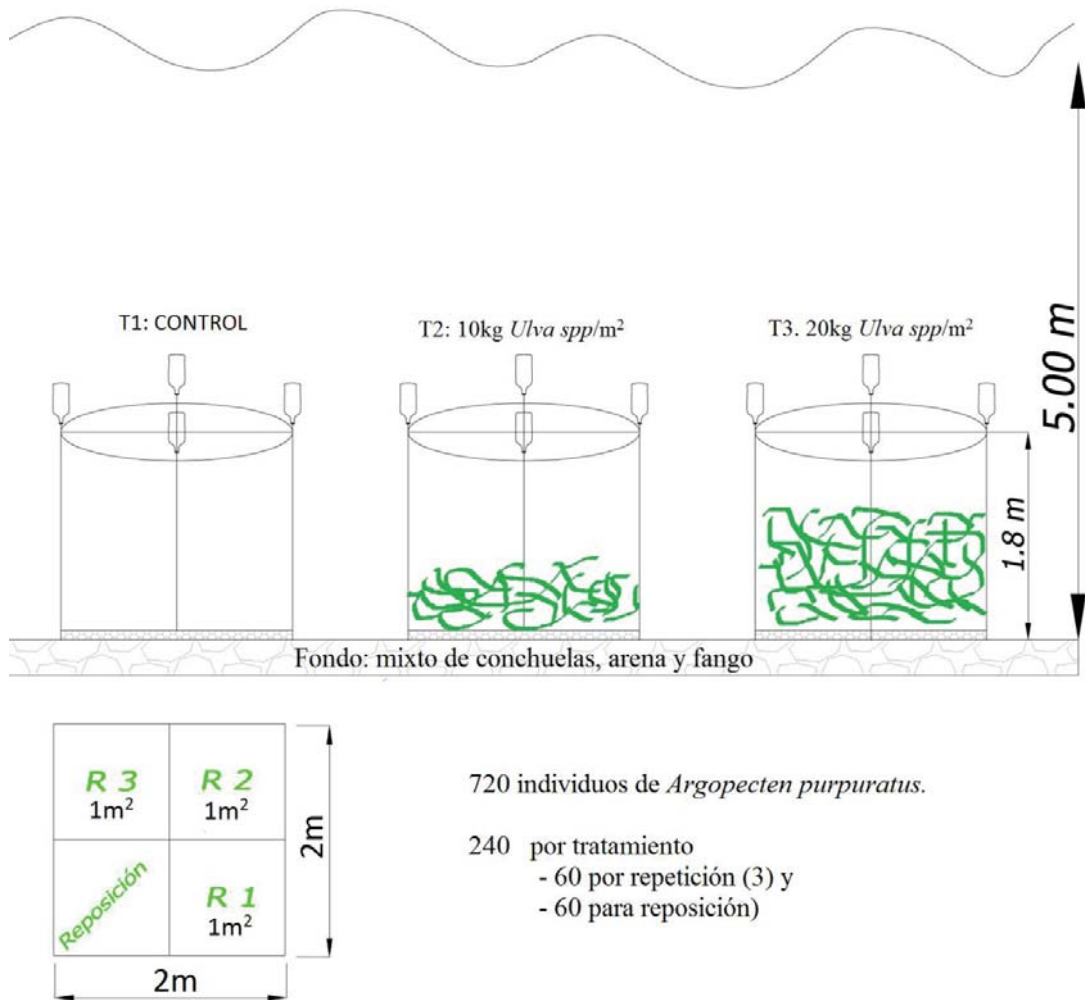 T1: CONTROL
T2: 10kg Ulva spp/m²
T3. 20kg Ulva spp/m²
5.00 m
1.8 m
Fondo: mixto de conchuelas, arena y fango
R 3
1m²
R 2
1m²
Reposición
R 1
1m²
2m
2m
720 individuos de Argopecten purpuratus.
240 por tratamiento
- 60 por repetición (3) y
- 60 para reposición)